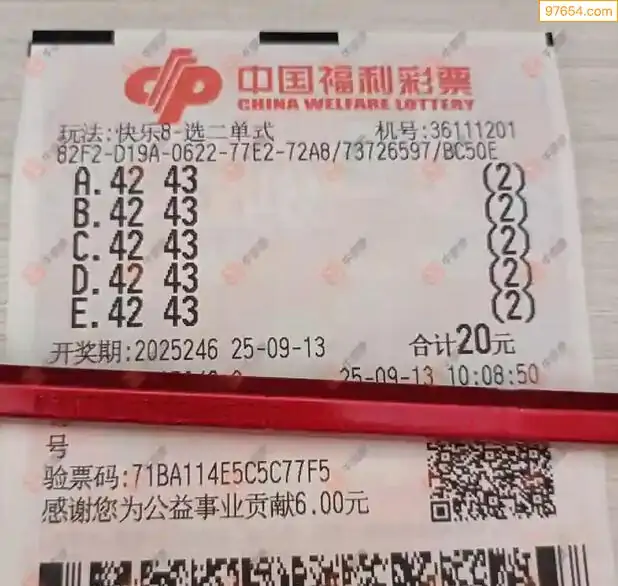 97654.com
中国福利彩票
CHINA WELFARE LOTTERY
玩法:快乐8-选二单式 机号:36111201
82F2-D19A-0622-77E2-72A8/73726597/BC50E
A.42 43 (2)
B.42 43 (2)
C.42 43 (2)
D.42 43 (2)
E.42 43 (2)
开奖期:2025246 25-09-13 合计20元
25-09-13 10:08:50
号
验票码:71BA114E5C5C77F5
感谢您为公益事业贡献6.00元